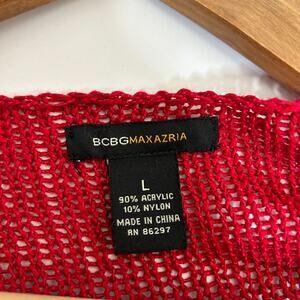 BCBGMAXAZRIA
L
90% ACRYLIC
10% NYLON
MADE IN CHINA
RN 86297